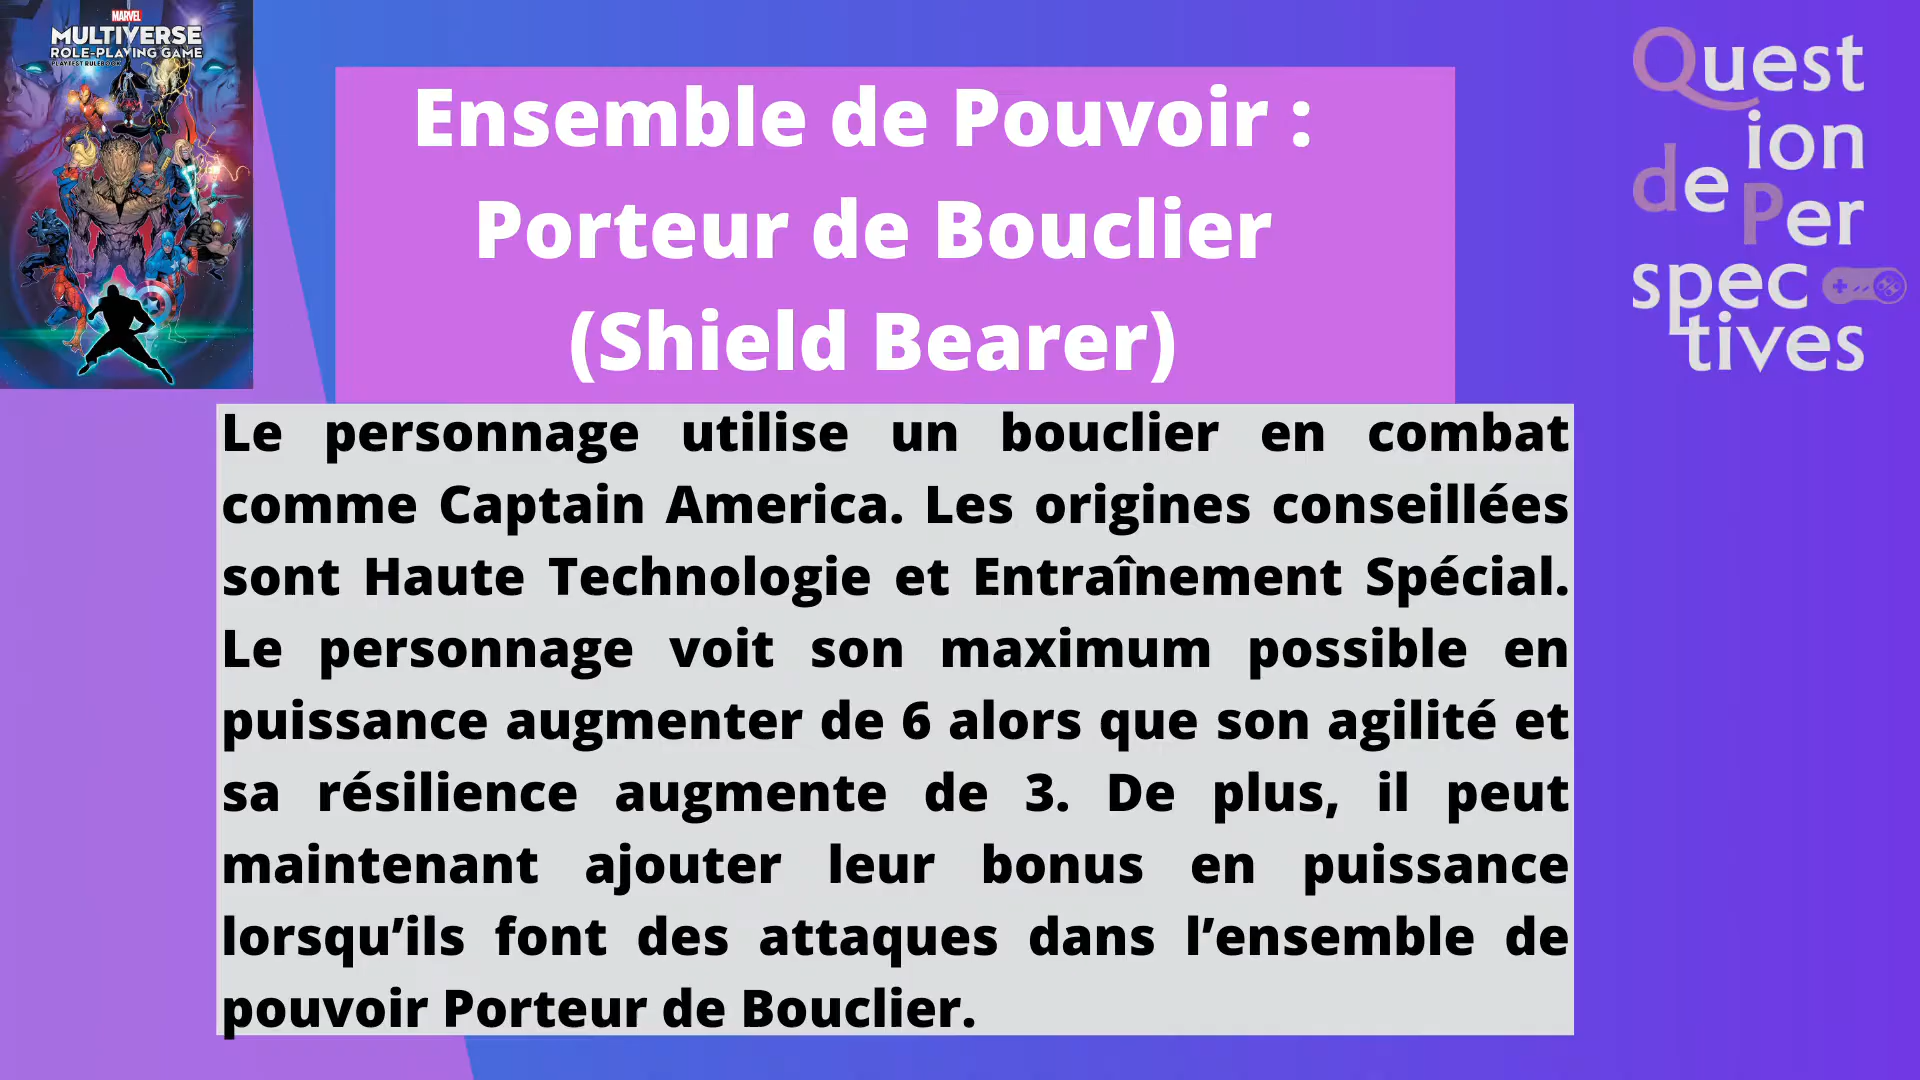 MARVEL
MULTIVERSE
ROLE-PLAYING GAME
PLAYTEST RULEBOOK
Ensemble de Pouvoir :
Porteur de Bouclier
(Shield Bearer)
Quest
ion
de Per
spec
tives
Le personnage utilise un bouclier en combat
comme Captain America. Les origines conseillées
sont Haute Technologie et Entraînement Spécial.
Le personnage voit son maximum possible en
puissance augmenter de 6 alors que son agilité et
sa résilience augmente de 3. De plus, il peut
maintenant ajouter leur bonus en puissance
lorsqu’ils font des attaques dans l’ensemble de
pouvoir Porteur de Bouclier.